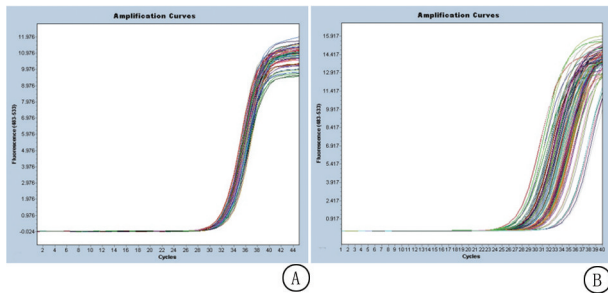 Amplification Curves
Fluorescence (483-533)
11.976
10.976
9.976
8.976
7.976
6.976
5.976
4.976
3.976
2.976
1.976
0.976
-0.024
2 4 6 8 10 12 14 16 18 20 22 24 26 28 30 32 34 36 38 40 42 44
Cycles
A
Amplification Curves
Fluorescence (483-533)
15.917
14.417
12.917
11.417
9.917
8.417
6.917
5.417
3.917
2.417
0.917
1 2 3 4 5 6 7 8 9 10 11 12 13 14 15 16 17 18 19 20 21 22 23 24 25 26 27 28 29 30 31 32 33 34 35 36 37 38 39 40
Cycles
B